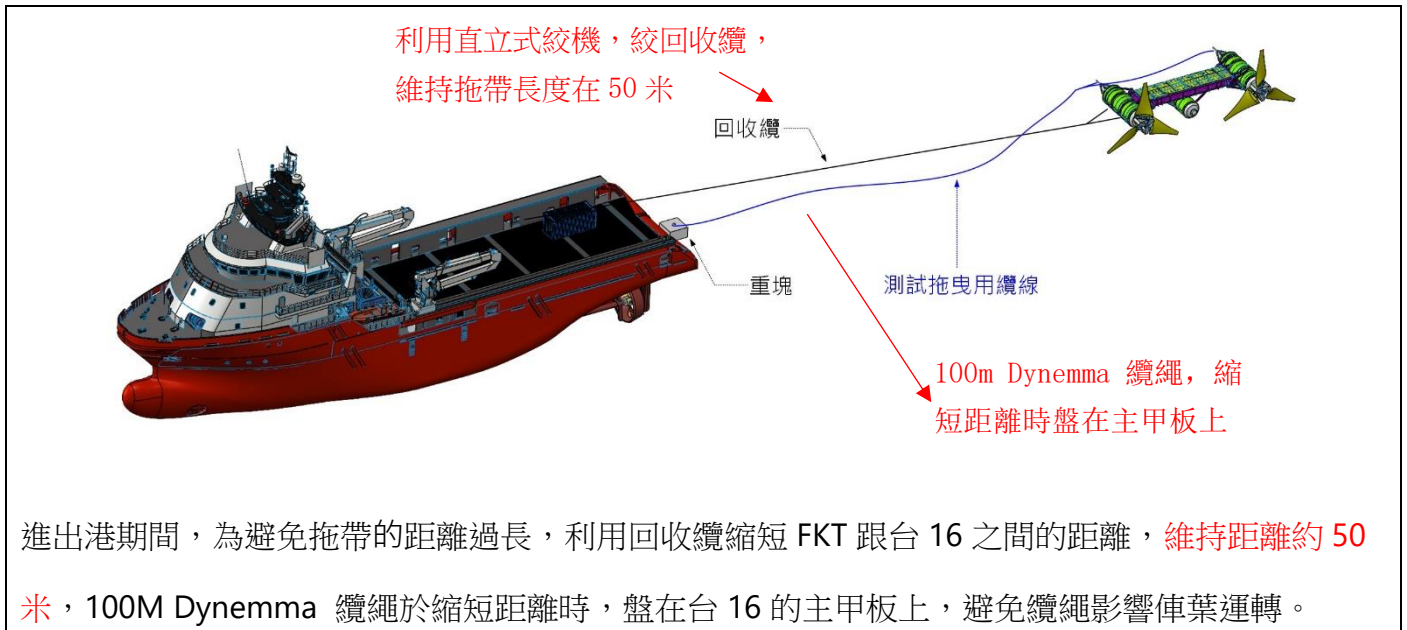 利用直立式絞機，絞回收纜，
維持拖帶長度在 50 米
回收纜
重塊
測試拖曳用纜線
100m Dynemma 纜繩, 縮
短距離時盤在主甲板上
進出港期間，為避免拖帶的距離過長，利用回收纜縮短 FKT 跟台 16 之間的距離，維持距離約 50
米，100M Dynemma 纜繩於縮短距離時，盤在台 16 的主甲板上，避免纜繩影響俥葉運轉。